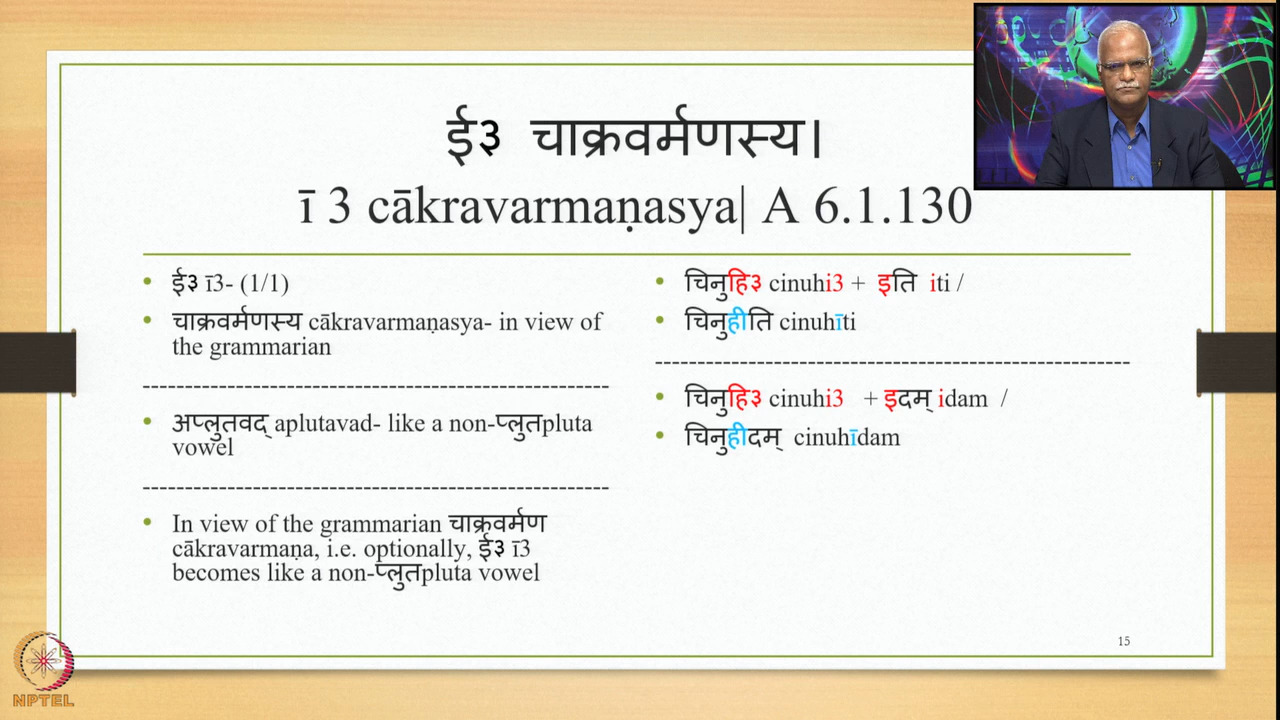 ई३ चाक्रवर्मणस्य।
ī 3 cākravarmaṇasya| A 6.1.130
• ई३ ī3- (1/1)
• चाक्रवर्मणस्य cākravarmaṇasya- in view of
the grammarian
------------------------------------------------------
• अप्लुतवद् aplutavad- like a non-प्लुतpluta
vowel
------------------------------------------------------
• In view of the grammarian चाक्रवर्मण
cākravarmaṇa, i.e. optionally, ई३ ī3
becomes like a non-प्लुतpluta vowel
• चिनुहि३ cinuhi3 + इति iti /
• चिनुहीति cinuhīti
------------------------------------------------------
• चिनुहि३ cinuhi3 + इदम् idam /
• चिनुहीदम् cinuhīdam
15
NPTEL